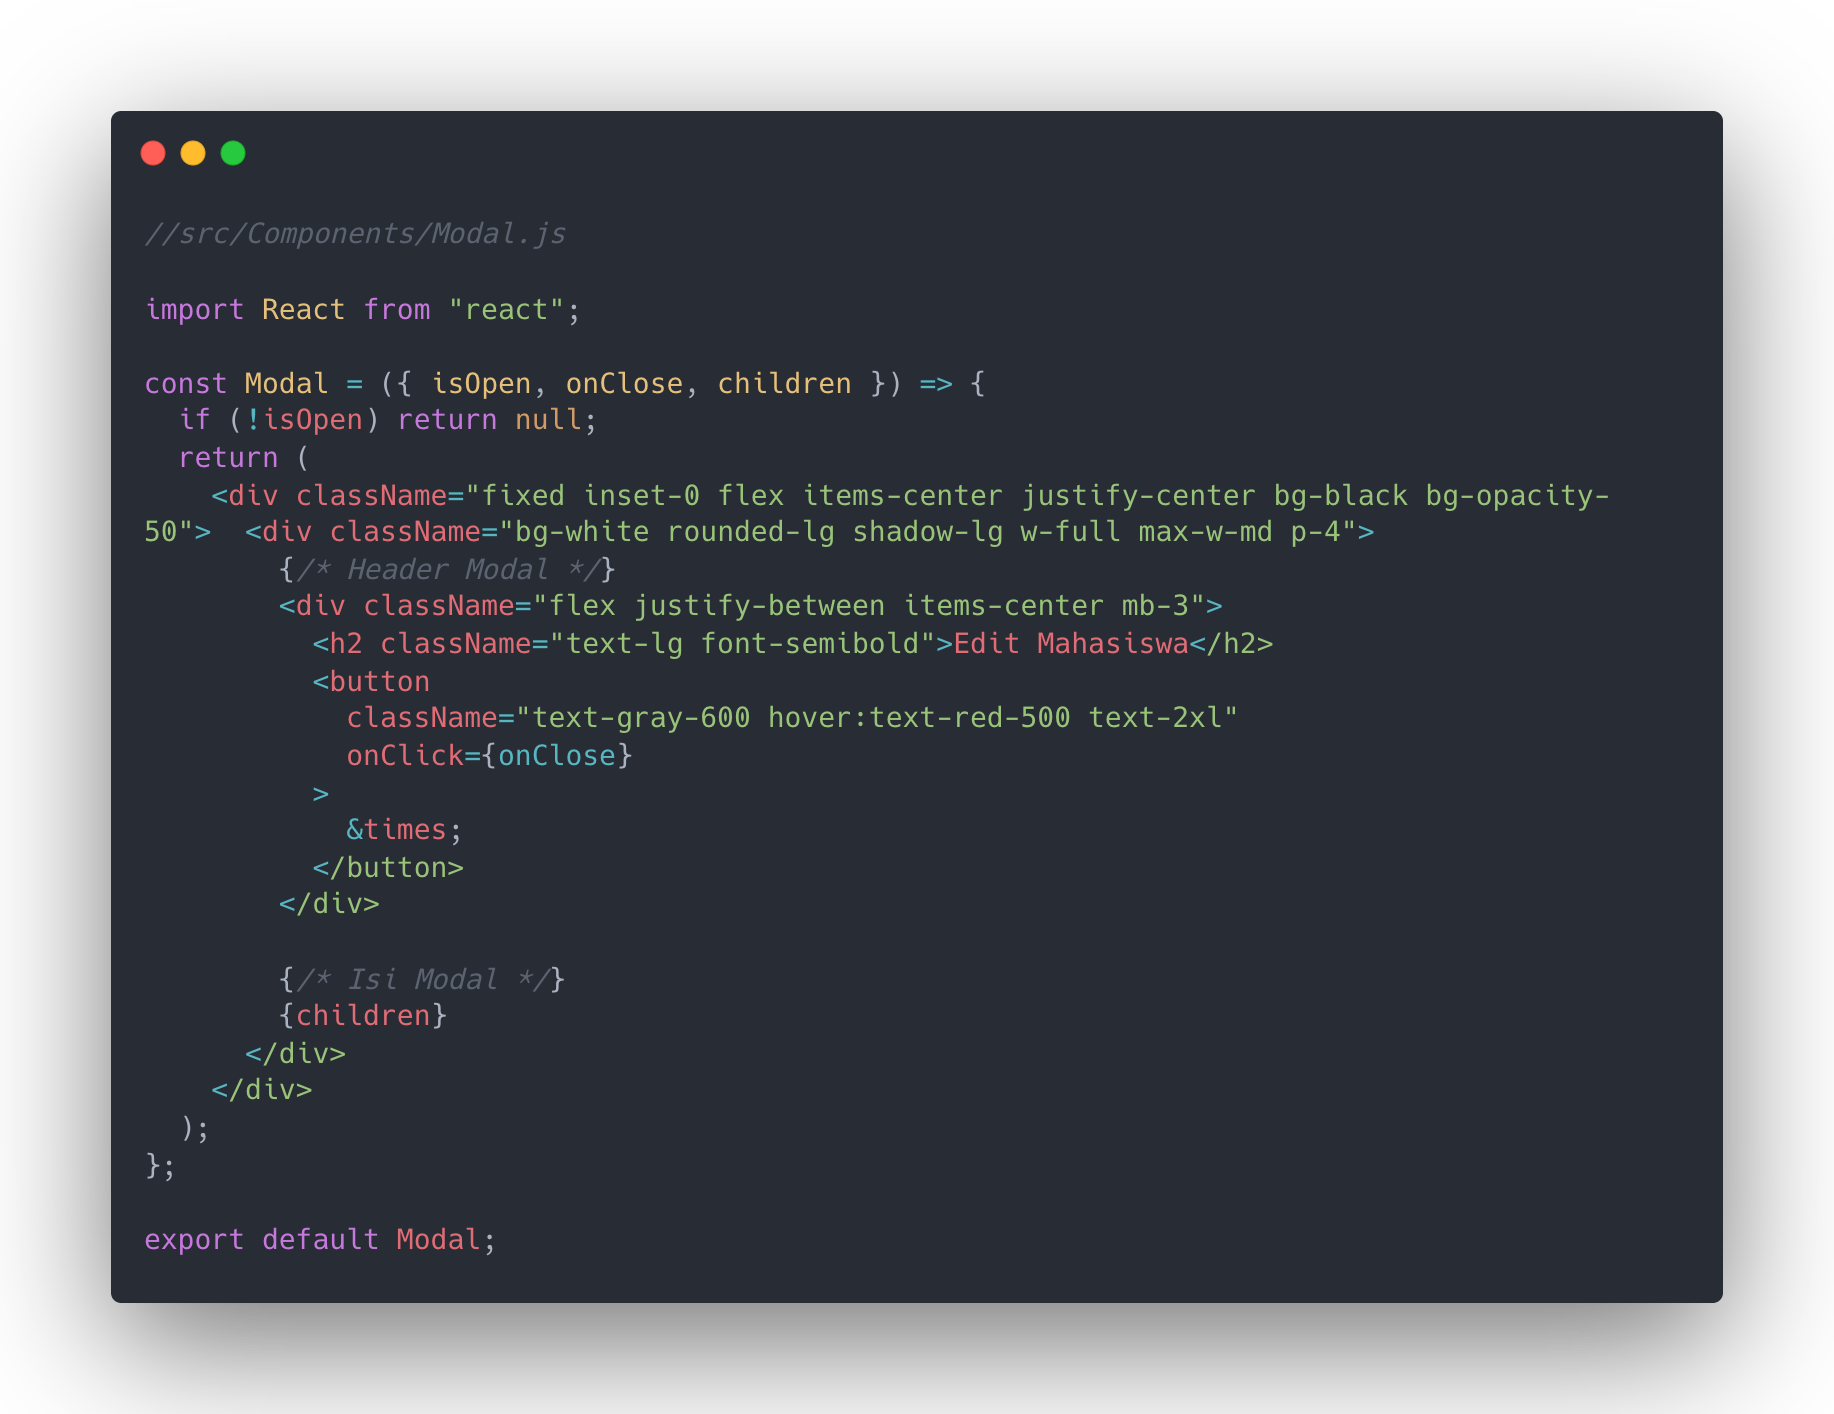 //src/Components/Modal.js
import React from "react";
const Modal = ({ isOpen, onClose, children }) => {
if (!isOpen) return null;
return (
<div className="fixed inset-0 flex items-center justify-center bg-black bg-opacity-
50">  <div className="bg-white rounded-lg shadow-lg w-full max-w-md p-4">
{/* Header Modal */}
<div className="flex justify-between items-center mb-3">
<h2 className="text-lg font-semibold">Edit Mahasiswa</h2>
<button
className="text-gray-600 hover:text-red-500 text-2xl"
onClick={onClose}
>
&times;
</button>
</div>
{/* Isi Modal */}
{children}
</div>
</div>
);
};
export default Modal;